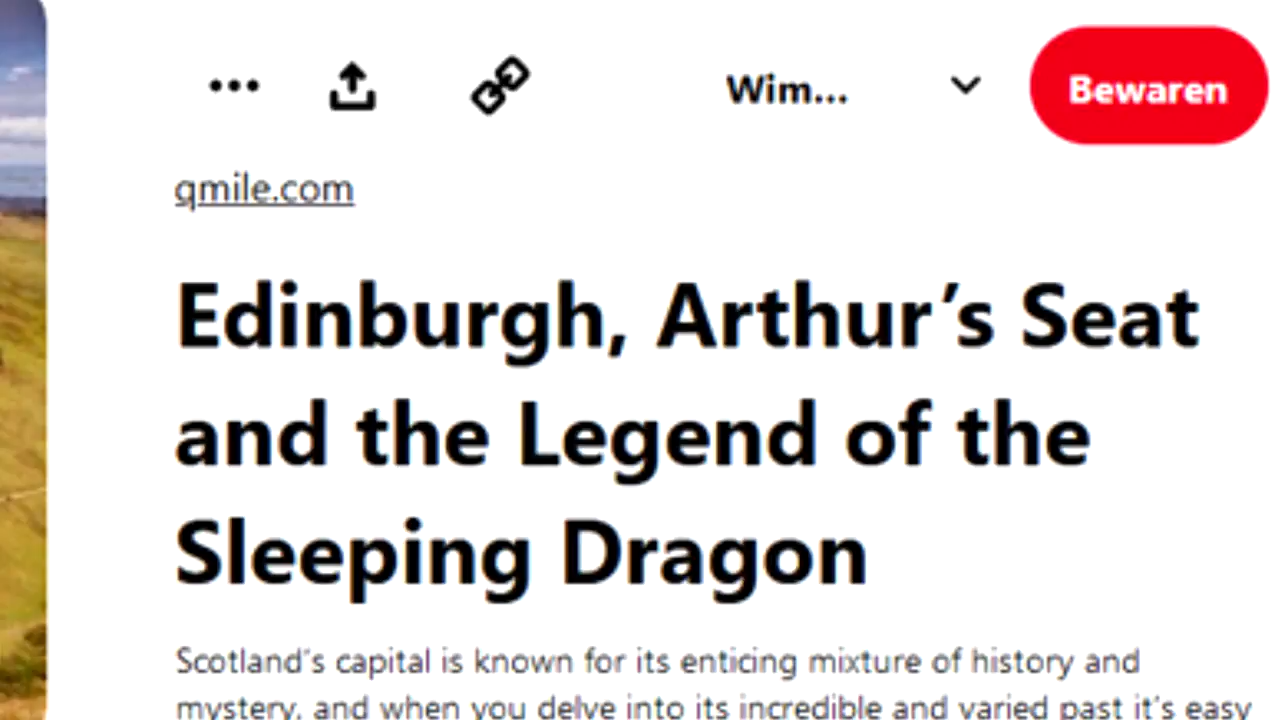 Wim...
Bewaren
qmile.com
Edinburgh, Arthur’s Seat
and the Legend of the
Sleeping Dragon
Scotland’s capital is known for its enticing mixture of history and
mystery, and when you delve into its incredible and varied past it’s easy